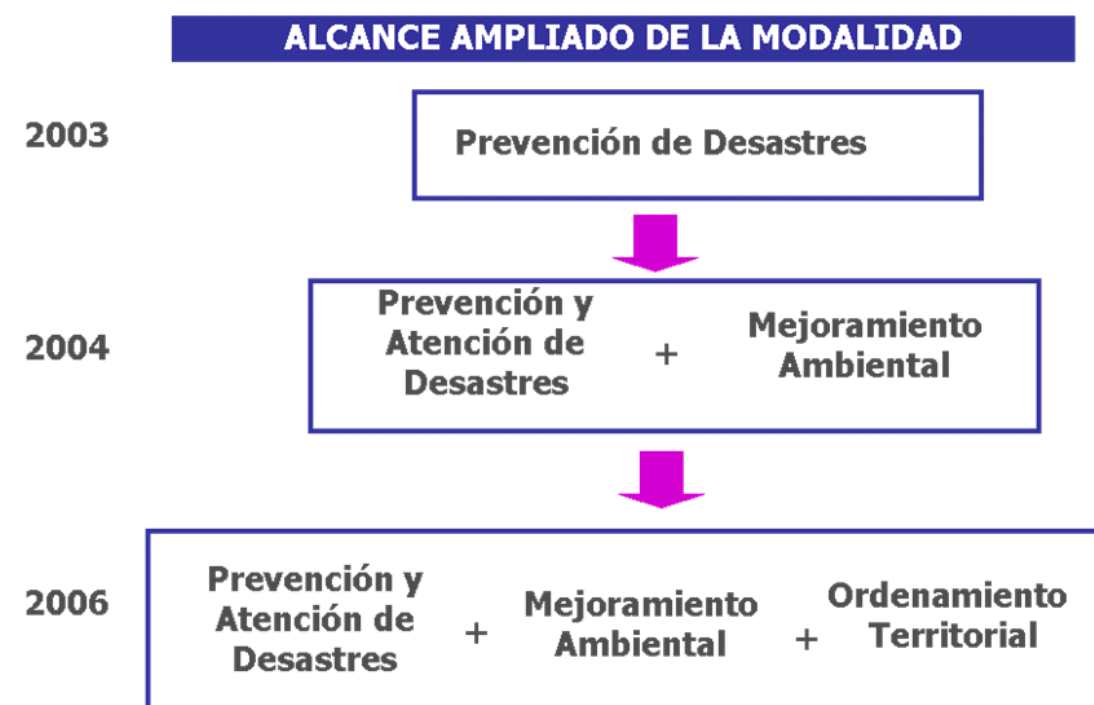 ALCANCE AMPLIADO DE LA MODALIDAD
2003
Prevención de Desastres
2004
Prevención y
Atención de
Desastres
+
Mejoramiento
Ambiental
2006
Prevención y
Atención de
Desastres
+
Mejoramiento
Ambiental
+
Ordenamiento
Territorial